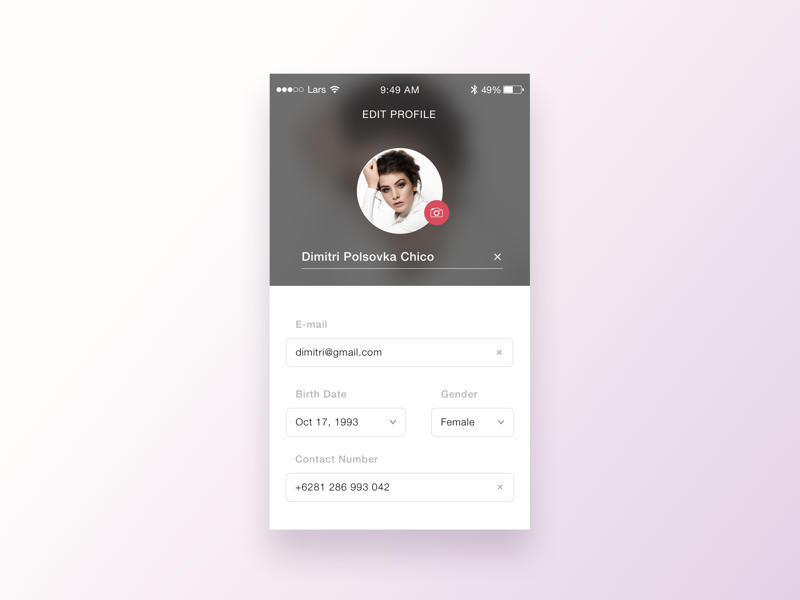 Lars 9:49 AM 49%
EDIT PROFILE
Dimitri Polsovka Chico
E-mail
dimitri@gmail.com
Birth Date Gender
Oct 17, 1993 Female
Contact Number
+6281 286 993 042